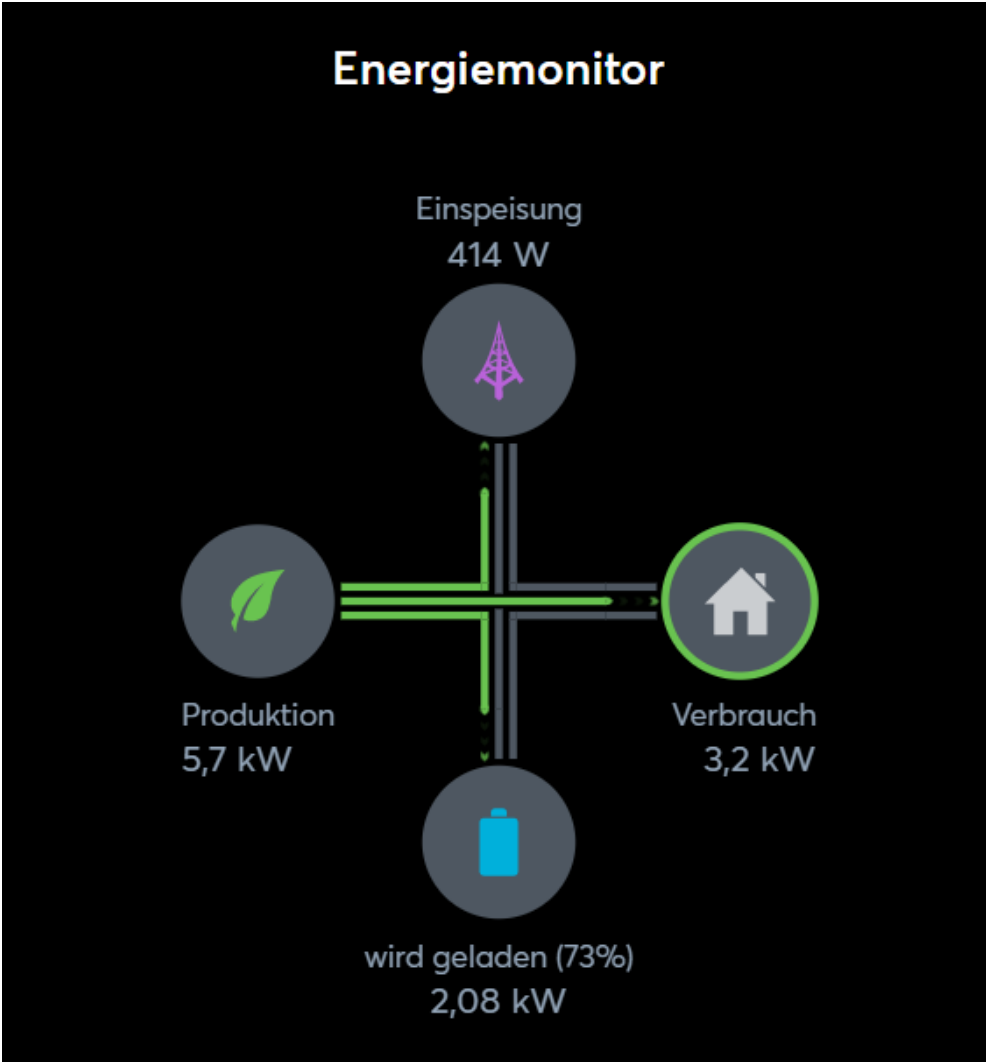 Energiemonitor
Einspeisung
414 W
Produktion
5,7 kW
Verbrauch
3,2 kW
wird geladen (73%)
2,08 kW